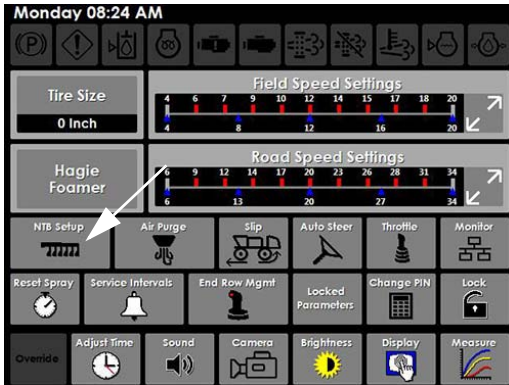 Monday 08:24 AM
(P)
Tire Size
0 Inch
Field Speed Settings
4 6 7 9 10 12 14 15 17 18 20
4 8 12 16 20
Hagie
Foamer
Road Speed Settings
6 9 12 14 17 20 23 26 28 31 34
6 13 20 27 34
NTB Setup
Air Purge
Slip
Auto Steer
Throttle
Monitor
Reset Spray
Service Intervals
End Row Mgmt
Locked
Parameters
Change PIN
Lock
Override
Adjust Time
Sound
Camera
Brightness
Display
Measure